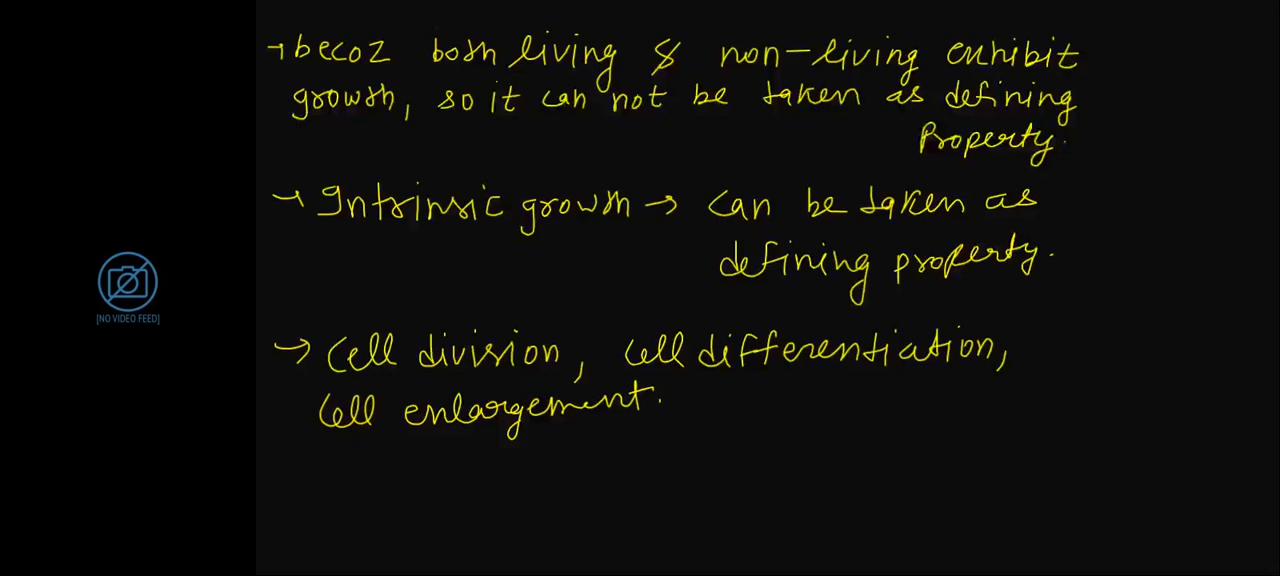 → becoz both living & non-living exhibit
growth, so it can not be taken as defining
Property.
→ Intrinsic growth → can be taken as
defining property.
[NO VIDEO FEED]
→ Cell division, cell differentiation,
Cell enlargement.